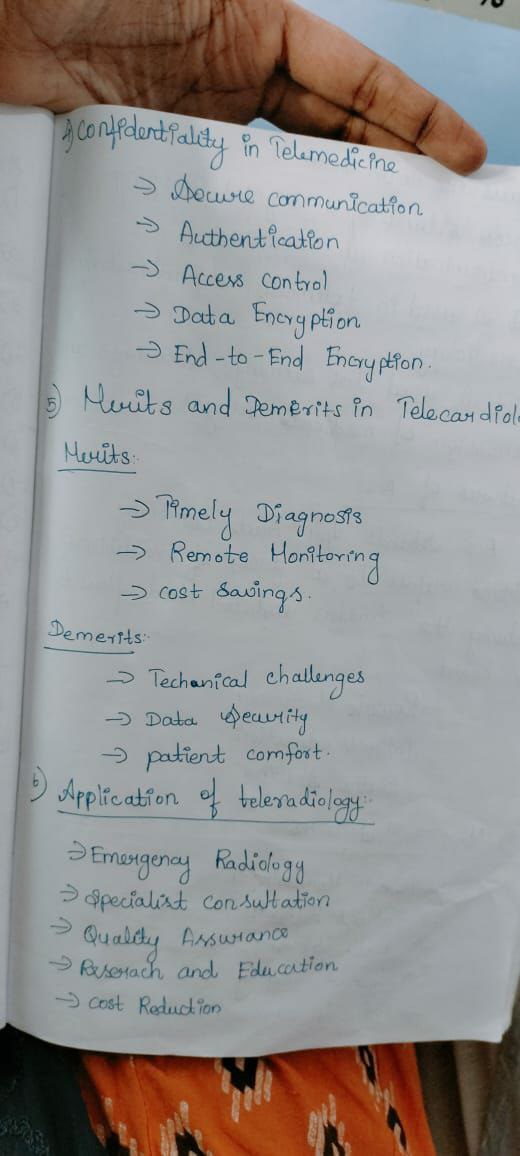 4) Confidentiality in Telemedicine
→ Secure communication
→ Authentication
→ Access control
→ Data Encryption
→ End-to-End Encryption.
5) Merits and Demerits in Telecardiolo
Merits:-
→ Timely Diagnosis
→ Remote Monitoring
→ cost savings.
Demerits:-
→ Techanical challenges
→ Data Security
→ patient comfort.
6) Application of teleradiology:-
→ Emergency Radiology
→ Specialist consultation
→ Quality Assurance
→ Reserach and Education
→ cost Reduction